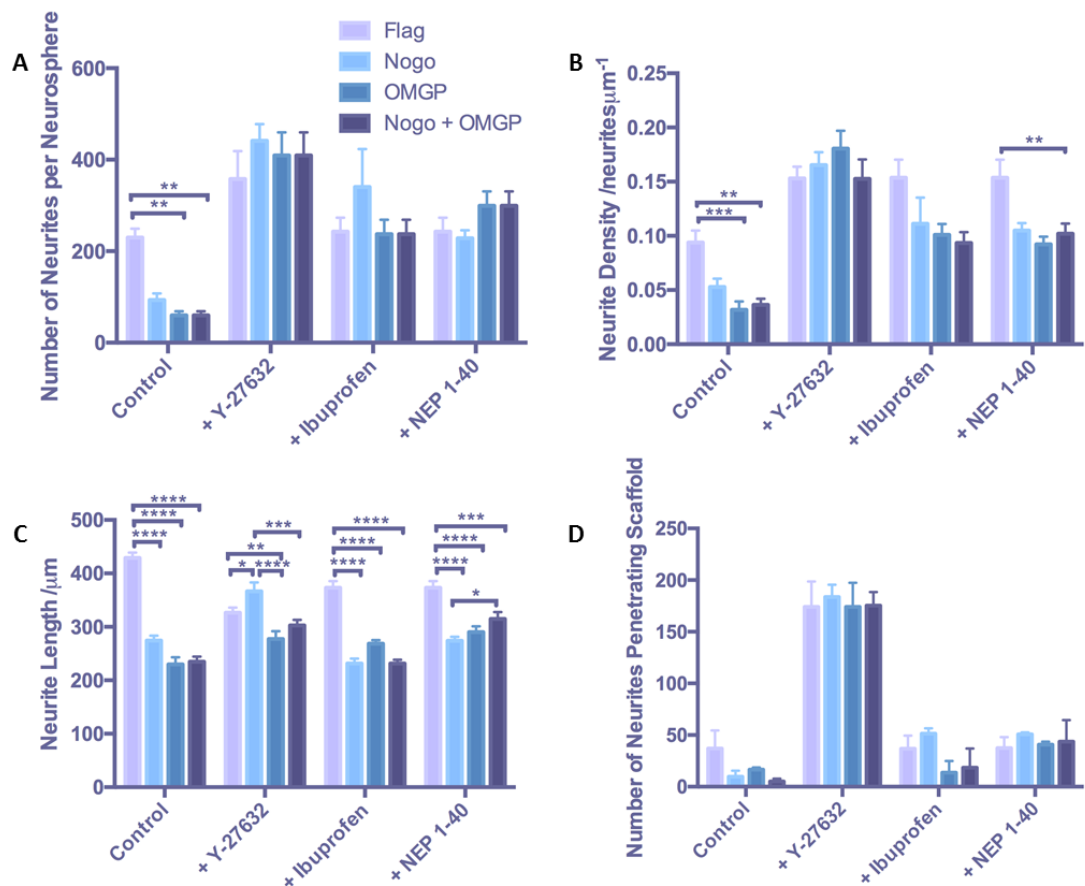 A
Number of Neurites per Neurosphere
600
400
200
0
Flag
Nogo
OMGP
Nogo + OMGP
**
**
Control
+ Y-27632
+ Ibuprofen
+ NEP 1-40
B
Neurite Density /neuritesµm-1
0.25
0.20
0.15
0.10
0.05
0.00
**
***
**
Control
+ Y-27632
+ Ibuprofen
+ NEP 1-40
C
Neurite Length /µm
500
400
300
200
100
0
****
****
****
***
**
* ****
****
****
****
***
****
****
*
Control
+ Y-27632
+ Ibuprofen
+ NEP 1-40
D
Number of Neurites Penetrating Scaffold
250
200
150
100
50
0
Control
+ Y-27632
+ Ibuprofen
+ NEP 1-40